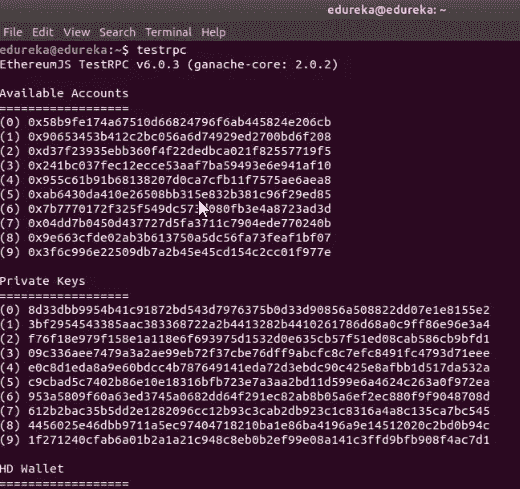 edureka@edureka: ~
File Edit View Search Terminal Help
edureka@edureka:~$ testrpc
EthereumJS TestRPC v6.0.3 (ganache-core: 2.0.2)
Available Accounts
==================
(0) 0x58b9fe174a67510d66824796f6ab445824e206cb
(1) 0x90653453b412c2bc056a6d74929ed2700bd6f208
(2) 0xd37f23935ebb360f4f22dedbca021f82557719f5
(3) 0x241bc037fec12ecce53aaf7ba59493e6e941af10
(4) 0x955c61b91b68138207d0ca7cfb11f7575ae6aea8
(5) 0xab6430da410e26508bb315e832b381c96f29ed85
(6)
(7) 0x04dd7b0450d437727d5fa3711c7904ede770240b
(8) 0x9e663cfde02ab3b613750a5dc56fa73feaf1bf07
(9) 0x3f6c996e22509db7a2b45e45cd154c2cc01f977e
Private Keys
==================
(0) 8d33dbb9954b41c91872bd543d7976375b0d33d90856a508822dd07e1e8155e2
(1) 3bf2954543385aac383368722a2b4413282b4410261786d68a0c9ff86e96e3a4
(2) f76f18e979f158e1a118e6f693975d1532d0e635cb57f51ed08cab586cb9bfd1
(3) 09c336aee7479a3a2ae99eb72f37cbe76dff9abcfc8c7efc8491fc4793d71eee
(4) e0c8d1eda8a9e60bdcc4b787649141eda72d3ebdc90c425e8afbb1d517da532a
(5) c9cbad5c7402b86e10e18316bfb723e7a3aa2bd11d599e6a4624c263a0f972ea
(6) 953a5809f60a63ed3745a0682dd64f291ec82ab8b05a6ef2ec880f9f9048708d
(7) 612b2bac35b5dd2e1282096cc12b93c3cab2db923c1c8316a4a8c135ca7bc545
(8) 4456025e46dbb9711a5ec97404718210ba1e86ba4196a9e14512020c2bd0b94c
(9) 1f271240cfab6a01b2a1a21c948c8eb0b2ef99e08a141c3ffd9bfb908f4ac7d1
HD Wallet
==================